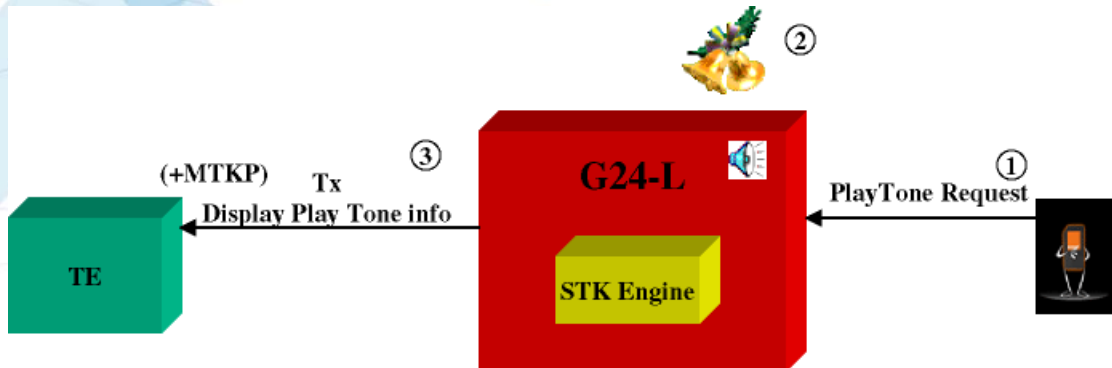 ②
(+MTKP)
Tx
③
Display Play Tone info
TE
G24-L
STK Engine
①
PlayTone Request